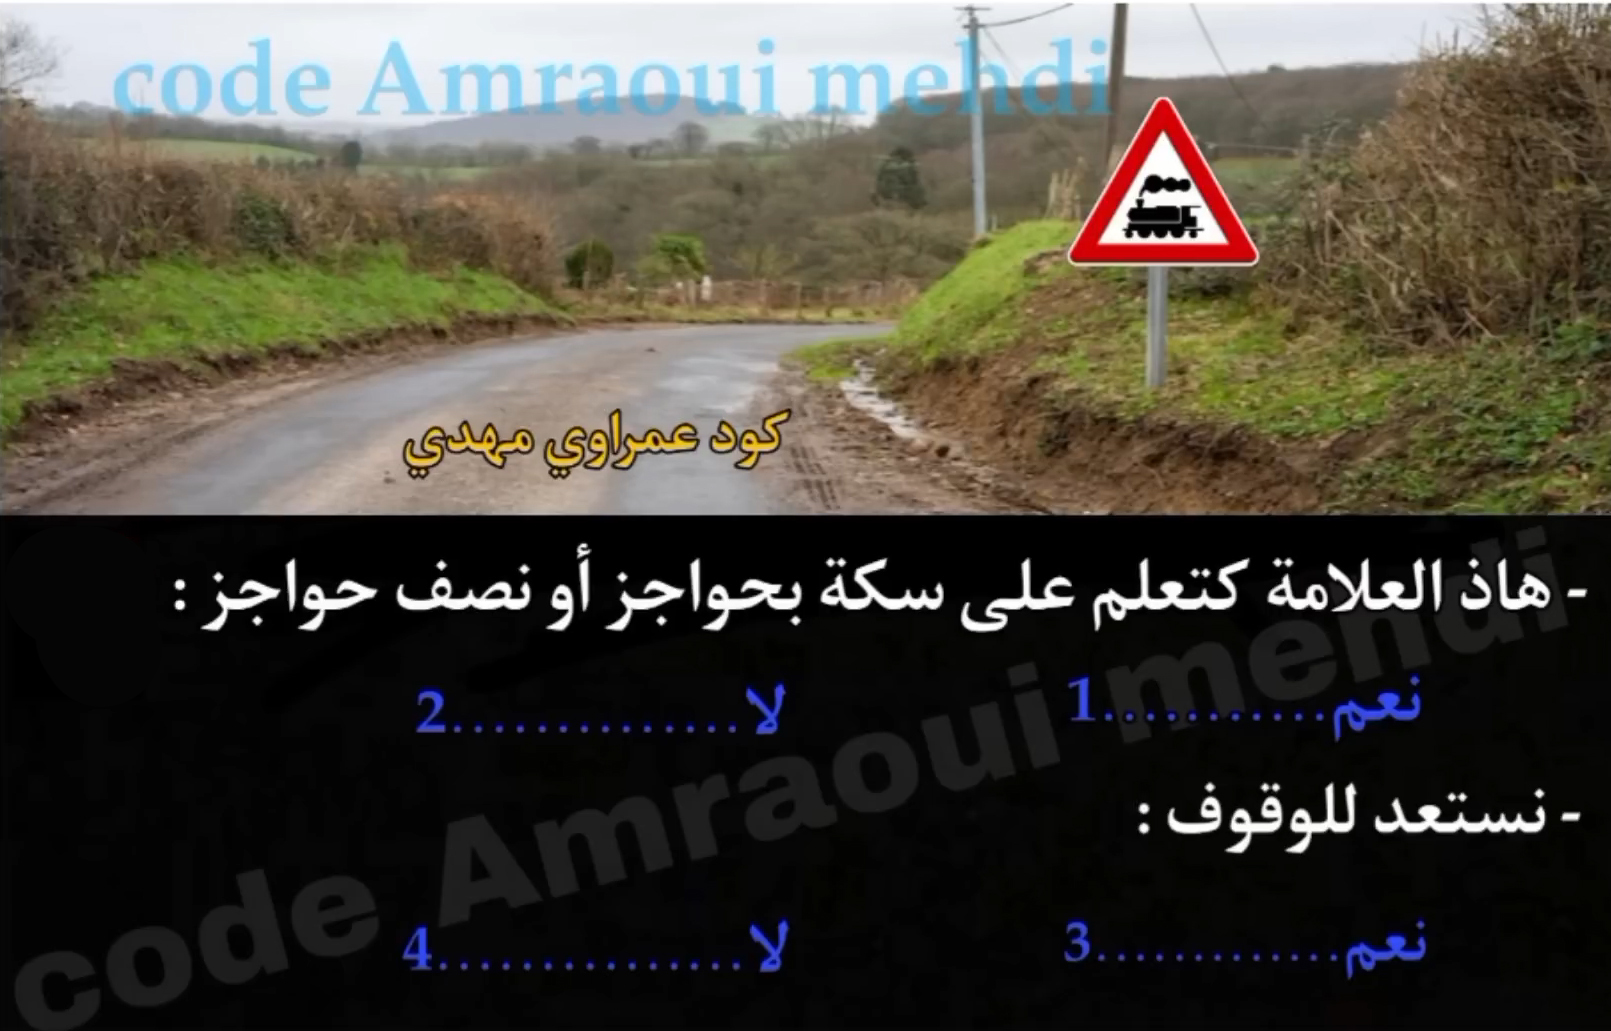 code Amraoui mehdi
كود عمراوي مهدي
- هاذ العلامة كتعلم على سكة بحواجز أو نصف حواجز :
نعم...........1 لا..............2
- نستعد للوقوف :
نعم.............3 لا...............4
code Amraoui mehdi